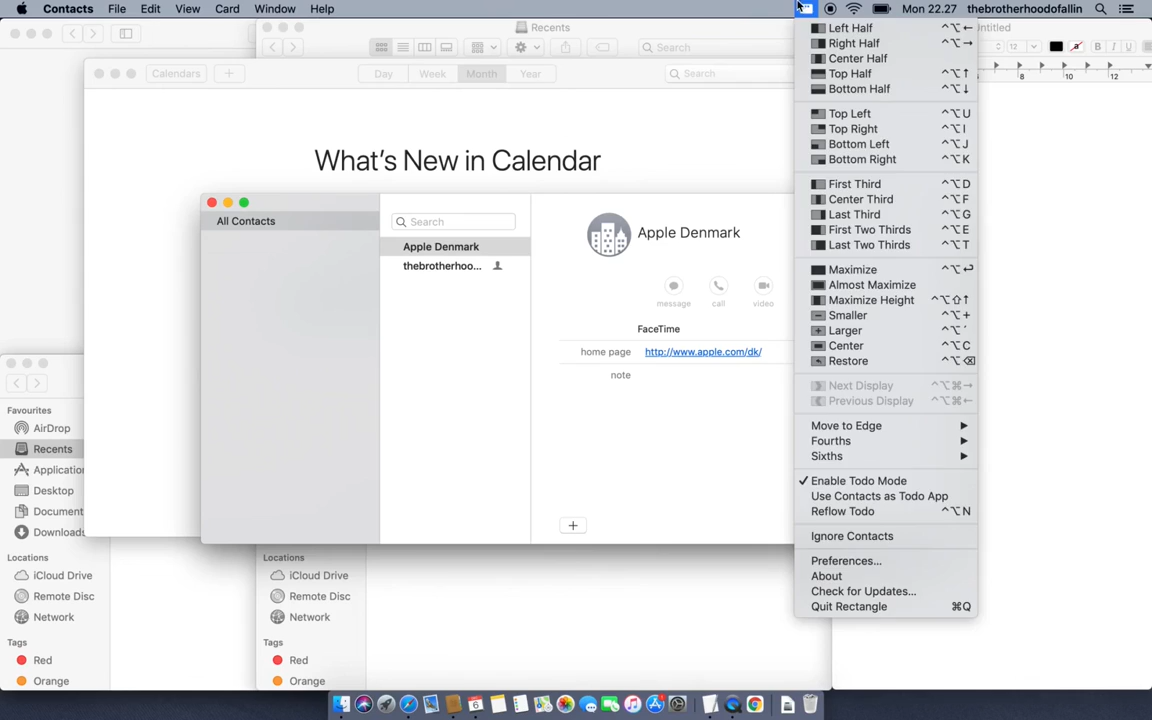 Contacts File Edit View Card Window Help Mon 22.27 thebrotherhoodofallin
Recents
Search
12
Untitled
8 10 12
Calendars + Day Week Month Year Search
What's New in Calendar
All Contacts
Search
Apple Denmark
thebrotherhoo...
Apple Denmark
message call video
FaceTime
home page http://www.apple.com/dk/
note
+
Favourites
AirDrop
Recents
Application
Desktop
Document
Downloads
Locations
iCloud Drive
Remote Disc
Network
Tags
Red
Orange
Locations
iCloud Drive
Remote Disc
Network
Tags
Red
Orange
Left Half ^⌥←
Right Half ^⌥→
Center Half
Top Half ^⌥↑
Bottom Half ^⌥↓
Top Left ^⌥U
Top Right ^⌥I
Bottom Left ^⌥J
Bottom Right ^⌥K
First Third ^⌥D
Center Third ^⌥F
Last Third ^⌥G
First Two Thirds ^⌥E
Last Two Thirds ^⌥T
Maximize ^⌥↩
Almost Maximize
Maximize Height ^⌥⇧↑
Smaller ^⌥+
Larger ^⌥´
Center ^⌥C
Restore ^⌥⌫
Next Display ^⌥⌘→
Previous Display ^⌥⌘←
Move to Edge
Fourths
Sixths
✓ Enable Todo Mode
Use Contacts as Todo App
Reflow Todo ^⌥N
Ignore Contacts
Preferences...
About
Check for Updates...
Quit Rectangle ⌘Q